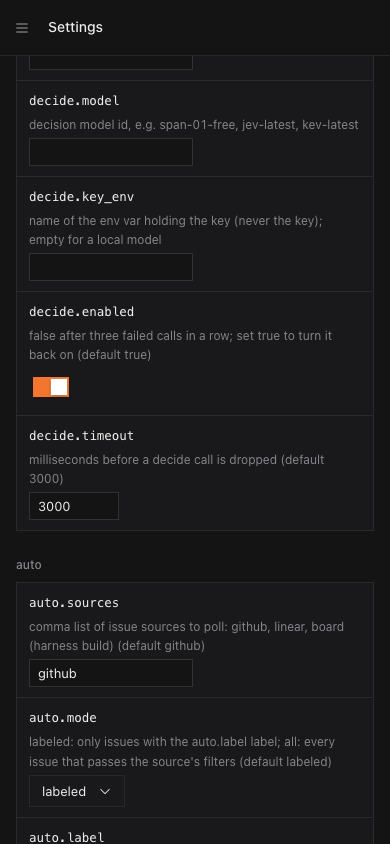 Settings
decide.model
decision model id, e.g. span-01-free, jev-latest, kev-latest
decide.key_env
name of the env var holding the key (never the key);
empty for a local model
decide.enabled
false after three failed calls in a row; set true to turn it
back on (default true)
decide.timeout
milliseconds before a decide call is dropped (default
3000)
3000
auto
auto.sources
comma list of issue sources to poll: github, linear, board
(harness build) (default github)
github
auto.mode
labeled: only issues with the auto.label label; all: every
issue that passes the source's filters (default labeled)
labeled
auto.label